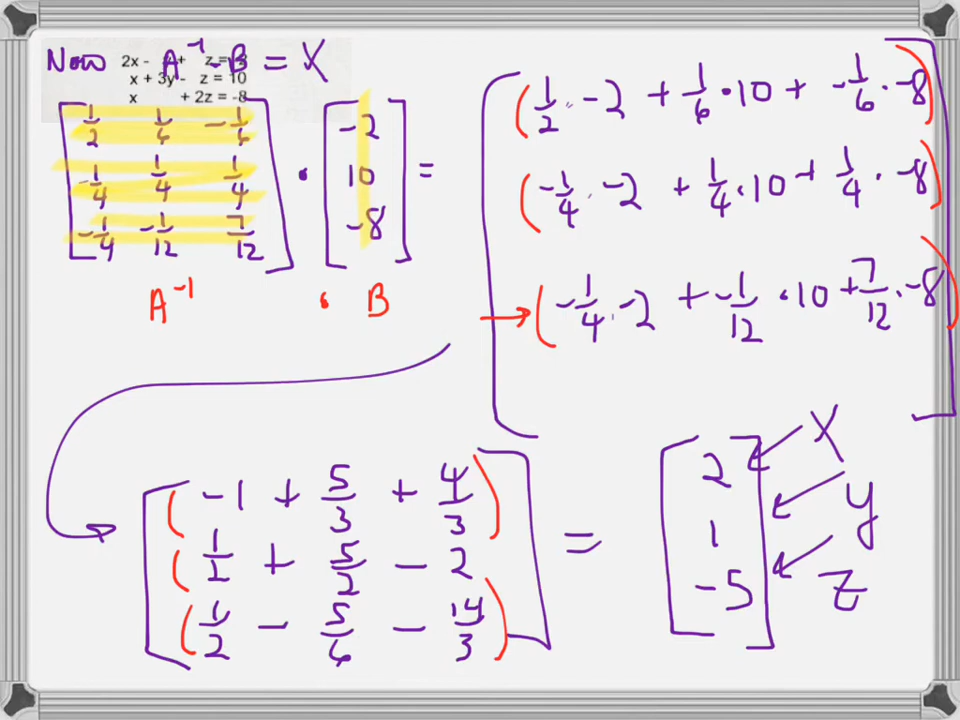 Now A⁻¹ · B = X
2x - y + z = -2
x + 3y - z = 10
x + 2z = -8
[ 1/2 1/6 -1/6 ] · [ -2 ] = [ (1/2 · -2 + 1/6 · 10 + -1/6 · -8) ]
[ -1/4 1/4 1/4 ] [ 10 ] [ (-1/4 · -2 + 1/4 · 10 + 1/4 · -8) ]
[ -1/4 -1/12 7/12 ] [ -8 ] [ → (-1/4 · -2 + -1/12 · 10 + 7/12 · -8) ]
A⁻¹ · B
[ (-1 + 5/3 + 4/3) ] = [ 2 ] ← X
[ (1/2 + 5/2 - 2 ] [ 1 ] ← y
[ (1/2 - 5/6 - 14/3) ] [ -5 ] ← Z